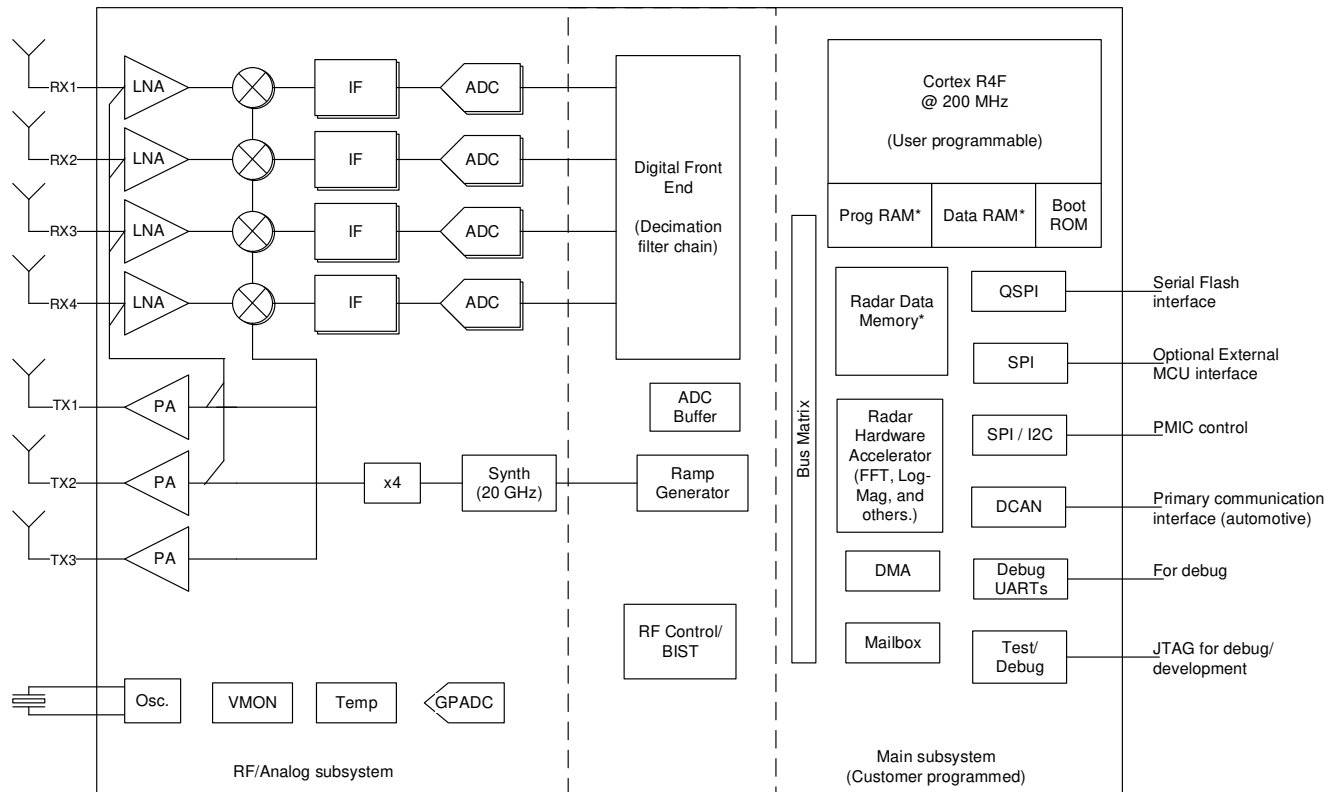 RX1
LNA
IF
ADC
RX2
LNA
IF
ADC
RX3
LNA
IF
ADC
RX4
LNA
IF
ADC
TX1
PA
TX2
PA
TX3
PA
x4
Synth
(20 GHz)
Osc.
VMON
Temp
GPADC
RF/Analog subsystem
Digital Front
End
(Decimation
filter chain)
ADC
Buffer
Ramp
Generator
RF Control/
BIST
Bus Matrix
Cortex R4F
@ 200 MHz
(User programmable)
Prog RAM*
Data RAM*
Boot
ROM
Radar Data
Memory*
Radar
Hardware
Accelerator
(FFT, Log-
Mag, and
others.)
DMA
Mailbox
QSPI
Serial Flash
interface
SPI
Optional External
MCU interface
SPI / I2C
PMIC control
DCAN
Primary communication
interface (automotive)
Debug
UARTs
For debug
Test/
Debug
JTAG for debug/
development
Main subsystem
(Customer programmed)